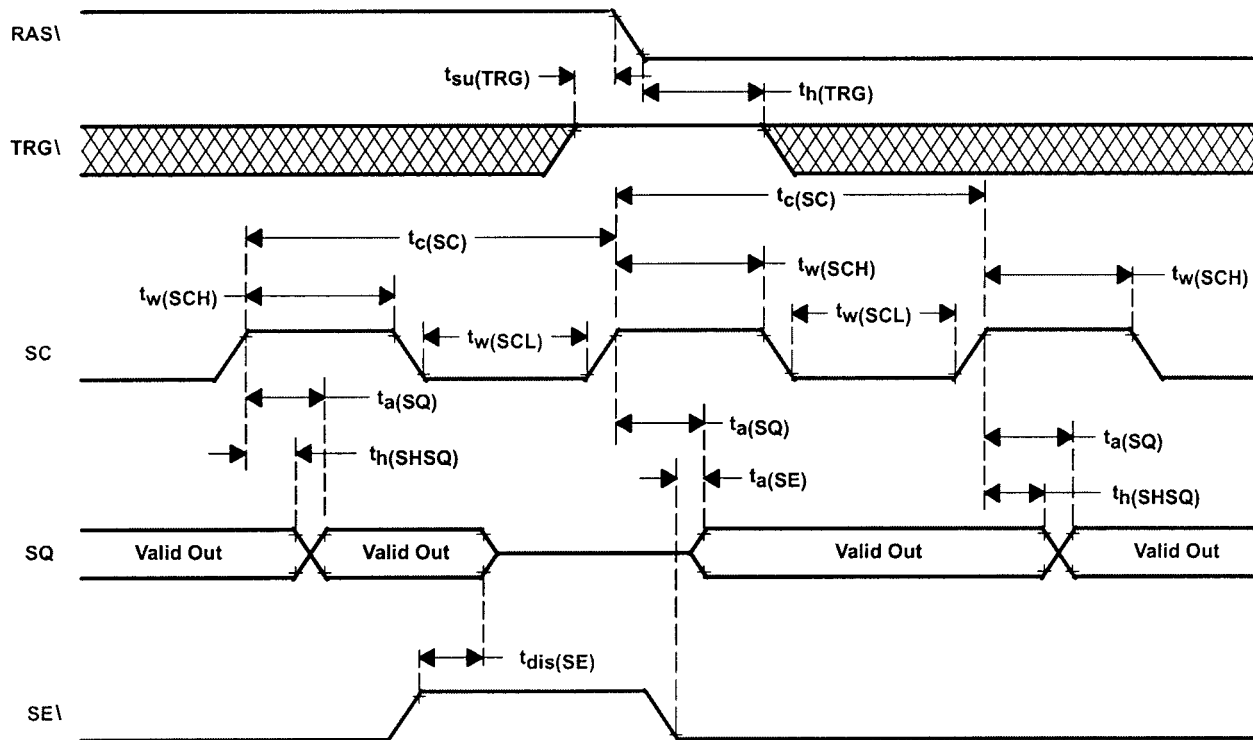 RAS\
tsu(TRG)
th(TRG)
TRG\
tc(SC)
tc(SC)
tw(SCH)
tw(SCH)
tw(SCH)
tw(SCL)
tw(SCL)
SC
ta(SQ)
ta(SQ)
ta(SQ)
th(SHSQ)
ta(SE)
th(SHSQ)
SQ
Valid Out
Valid Out
Valid Out
Valid Out
tdis(SE)
SE\